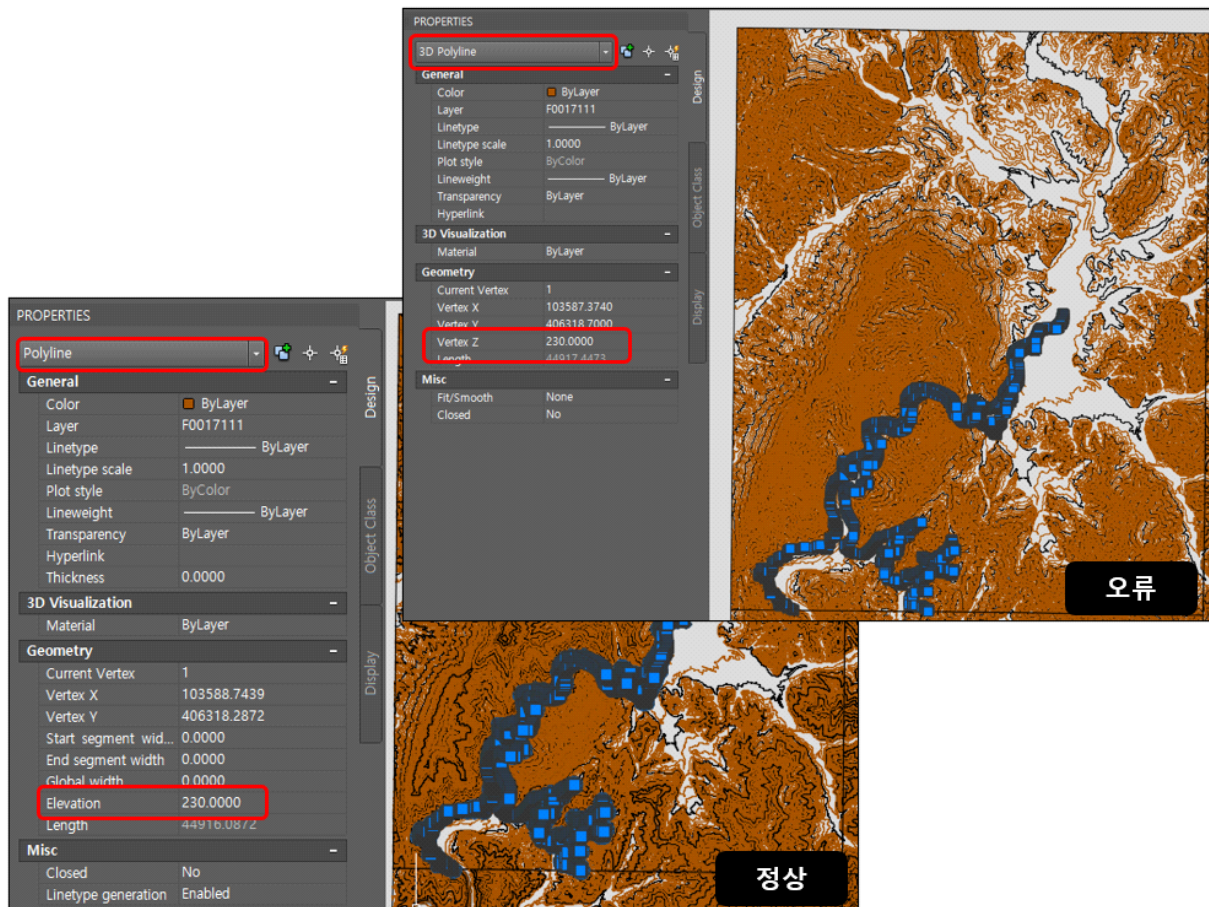 PROPERTIES
3D Polyline
General
Color ByLayer
Layer F0017111
Linetype ByLayer
Linetype scale 1.0000
Plot style ByColor
Lineweight ByLayer
Transparency ByLayer
Hyperlink
3D Visualization
Material ByLayer
Geometry
Current Vertex 1
Vertex X 103587.3740
Vertex Y 406318.7000
Vertex Z 230.0000
Length 44917.4473
Misc
Fit/Smooth None
Closed No
Design
Object Class
Display
오류
PROPERTIES
Polyline
General
Color ByLayer
Layer F0017111
Linetype ByLayer
Linetype scale 1.0000
Plot style ByColor
Lineweight ByLayer
Transparency ByLayer
Hyperlink
Thickness 0.0000
3D Visualization
Material ByLayer
Geometry
Current Vertex 1
Vertex X 103588.7439
Vertex Y 406318.2872
Start segment wid... 0.0000
End segment width 0.0000
Global width 0.0000
Elevation 230.0000
Length 44916.0872
Misc
Closed No
Linetype generation Enabled
Design
Object Class
Display
정상